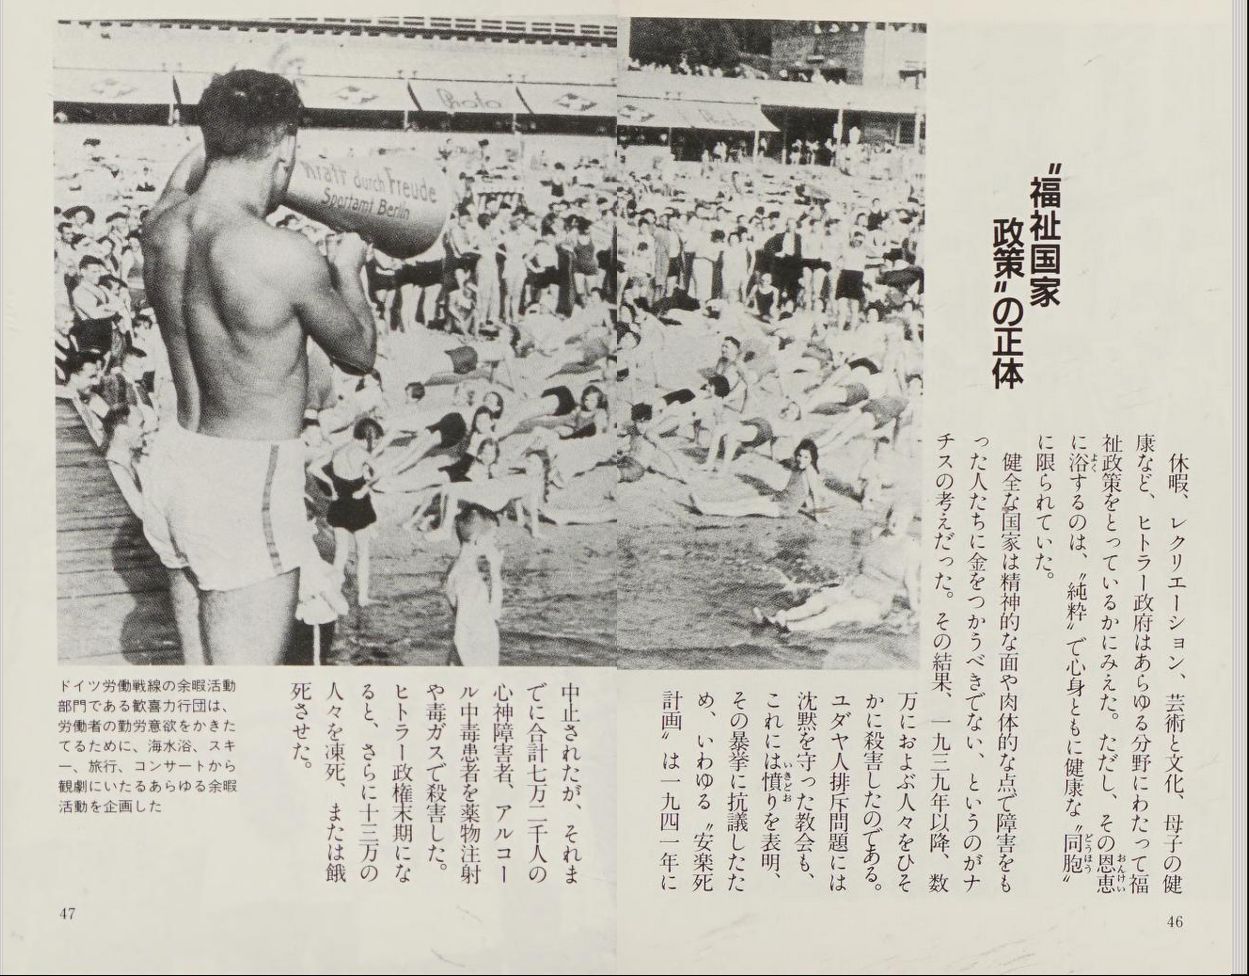 〝福祉国家
政策〟の正体
休暇、レクリエーション、芸術と文化、母子の健
康など、ヒトラー政府はあらゆる分野にわたって福
祉政策をとっているかにみえた。ただし、その恩恵
おんけい
に浴するのは、〝純粋〟で心身ともに健康な〝同胞〟
よく
どうほう
に限られていた。
健全な国家は精神的な面や肉体的な点で障害をも
った人たちに金をつかうべきでない、というのがナ
チスの考えだった。その結果、一九三九年以降、数
万におよぶ人々をひそ
かに殺害したのである。
ユダヤ人排斥問題には
沈黙を守った教会も、
これには憤りを表明、
いきどお
その暴挙に抗議したた
め、いわゆる〝安楽死
計画〟は一九四一年に
46
Photo
Photo
Kraft durch Freude
Sportamt Berlin
中止されたが、それま
でに合計七万二千人の
心神障害者、アルコー
ル中毒患者を薬物注射
や毒ガスで殺害した。
ヒトラー政権末期にな
ると、さらに十三万の
人々を凍死、または餓
死させた。
ドイツ労働戦線の余暇活動
部門である歓喜力行団は、
労働者の勤労意欲をかきた
てるために、海水浴、スキ
ー、旅行、コンサートから
観劇にいたるあらゆる余暇
活動を企画した
47